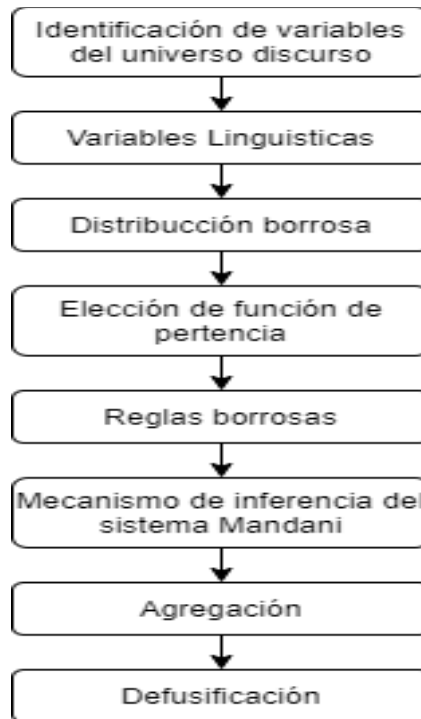 Identificación de variables
del universo discurso
Variables Linguisticas
Distribucción borrosa
Elección de función de
pertencia
Reglas borrosas
Mecanismo de inferencia del
sistema Mandani
Agregación
Defusificación